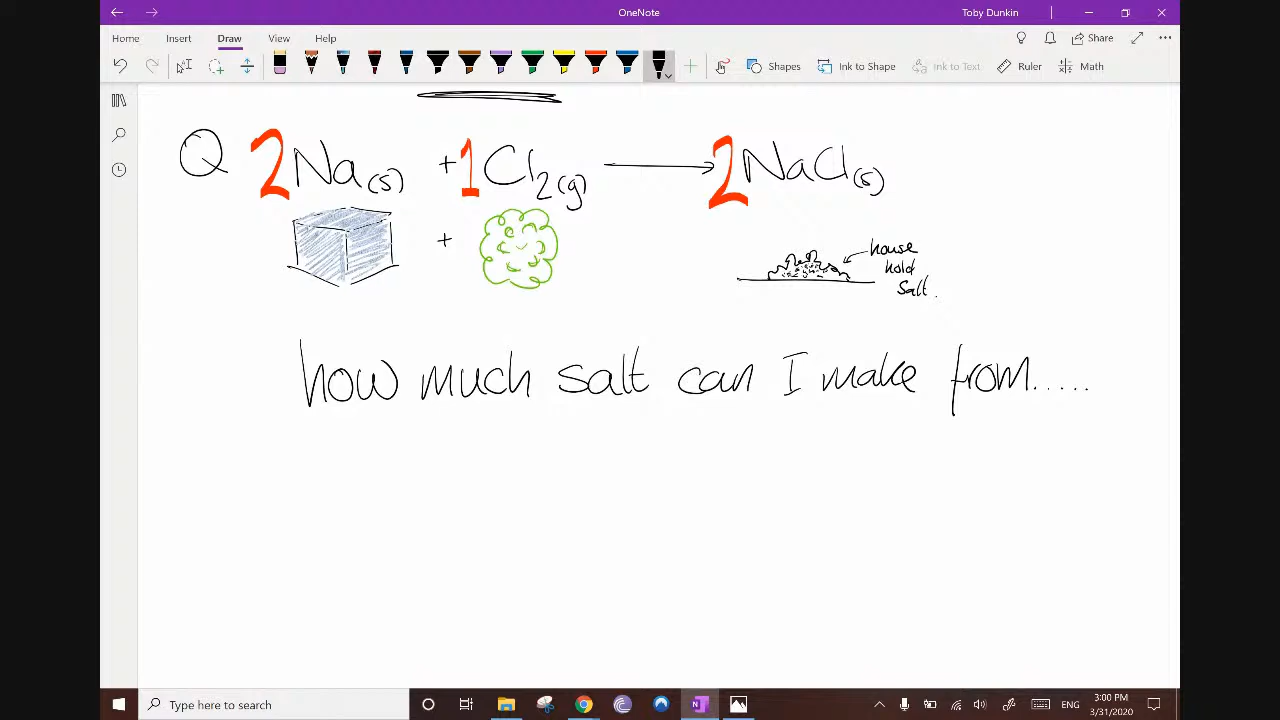 OneNote
Toby Dunkin
Home Insert Draw View Help
Share
Shapes Ink to Shape Ink to Text Ruler Math
Q 2Na(s) +1Cl2(g) → 2NaCl(s)
+
house
hold
Salt.
how much salt can I make from.....
Type here to search
ENG
3:00 PM
3/31/2020